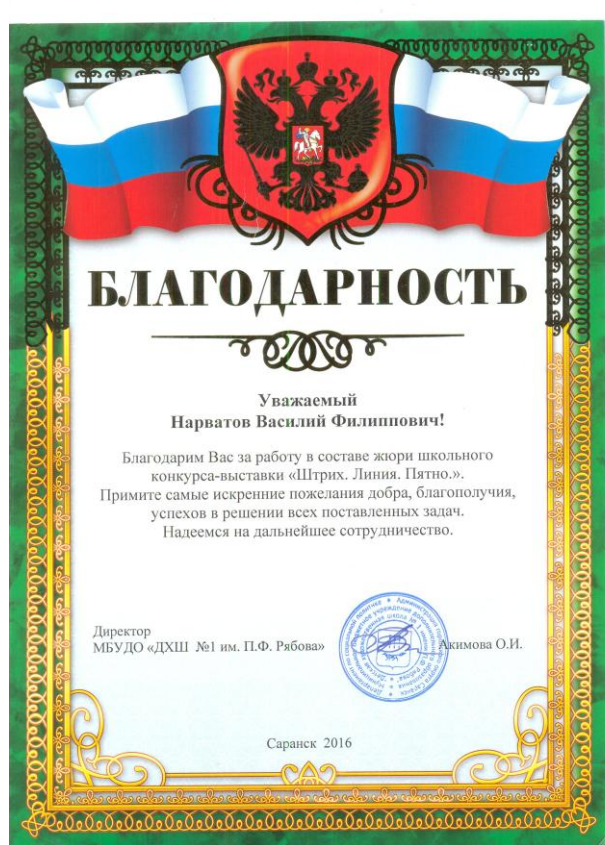 БЛАГОДАРНОСТЬ
Уважаемый
Нарватов Василий Филиппович!
Благодарим Вас за работу в составе жюри школьного
конкурса-выставки «Штрих. Линия. Пятно.».
Примите самые искренние пожелания добра, благополучия,
успехов в решении всех поставленных задач.
Надеемся на дальнейшее сотрудничество.
Директор
МБУДО «ДХШ №1 им. П.Ф. Рябова» Акимова О.И.
Саранск 2016